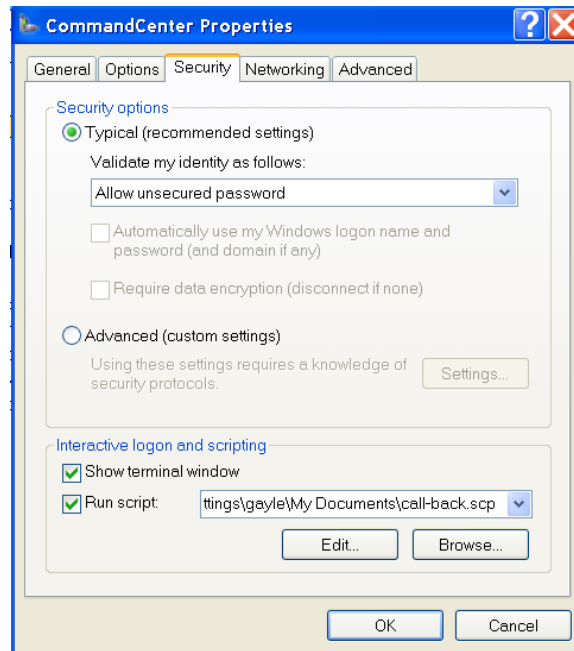 CommandCenter Properties
General Options Security Networking Advanced
Security options
Typical (recommended settings)
Validate my identity as follows:
Allow unsecured password
Automatically use my Windows logon name and
password (and domain if any)
Require data encryption (disconnect if none)
Advanced (custom settings)
Using these settings requires a knowledge of
security protocols.
Settings...
Interactive logon and scripting
Show terminal window
Run script: ttings\gayle\My Documents\call-back.scp
Edit... Browse...
OK Cancel